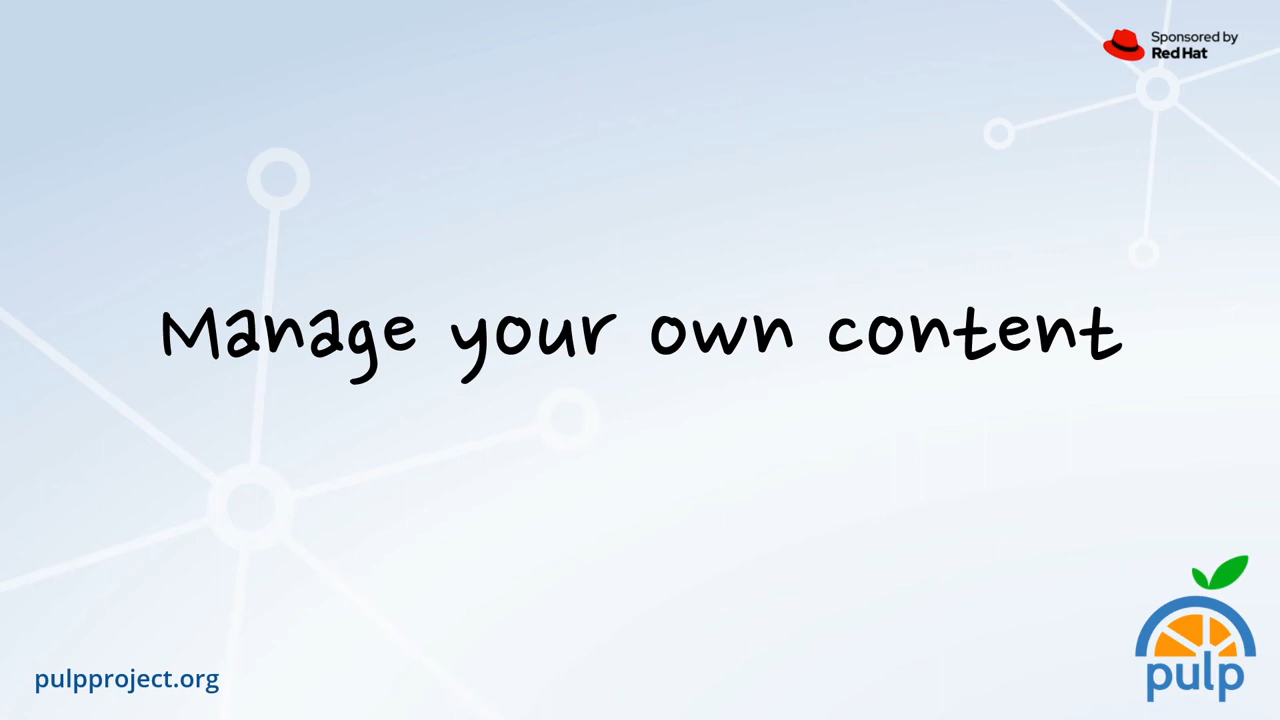 Sponsored by
Red Hat
Manage your own content
pulpproject.org
pulp